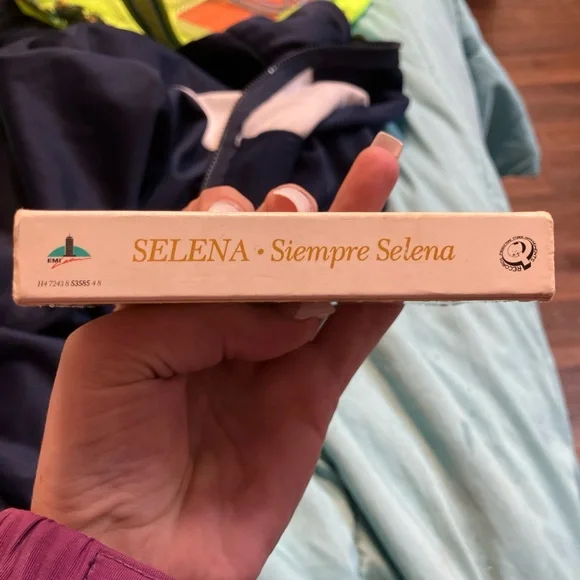 SELENA • Siempre Selena
EMI
H4 7243 8 53585 4 8